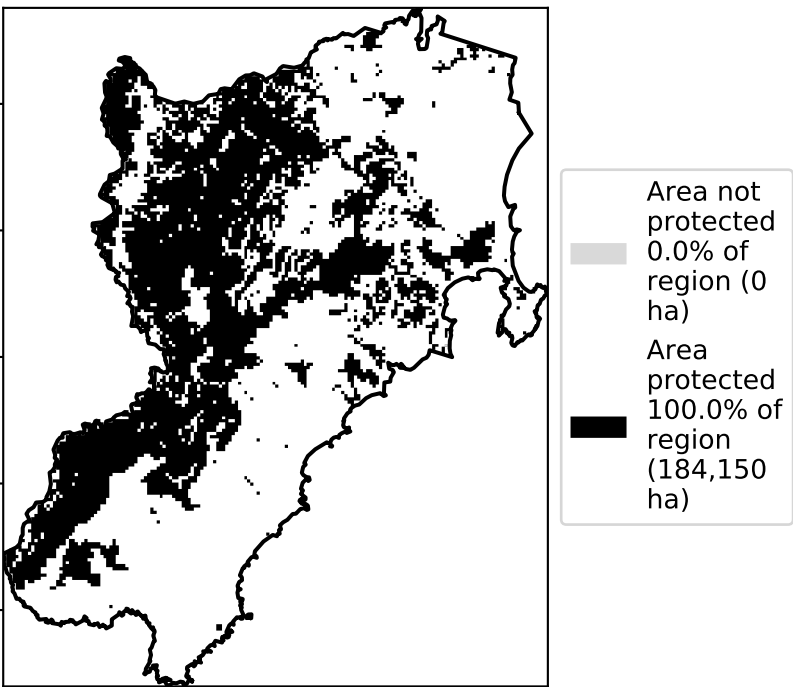 Area not
protected
0.0% of
region (0
ha)
Area
protected
100.0% of
region
(184,150
ha)